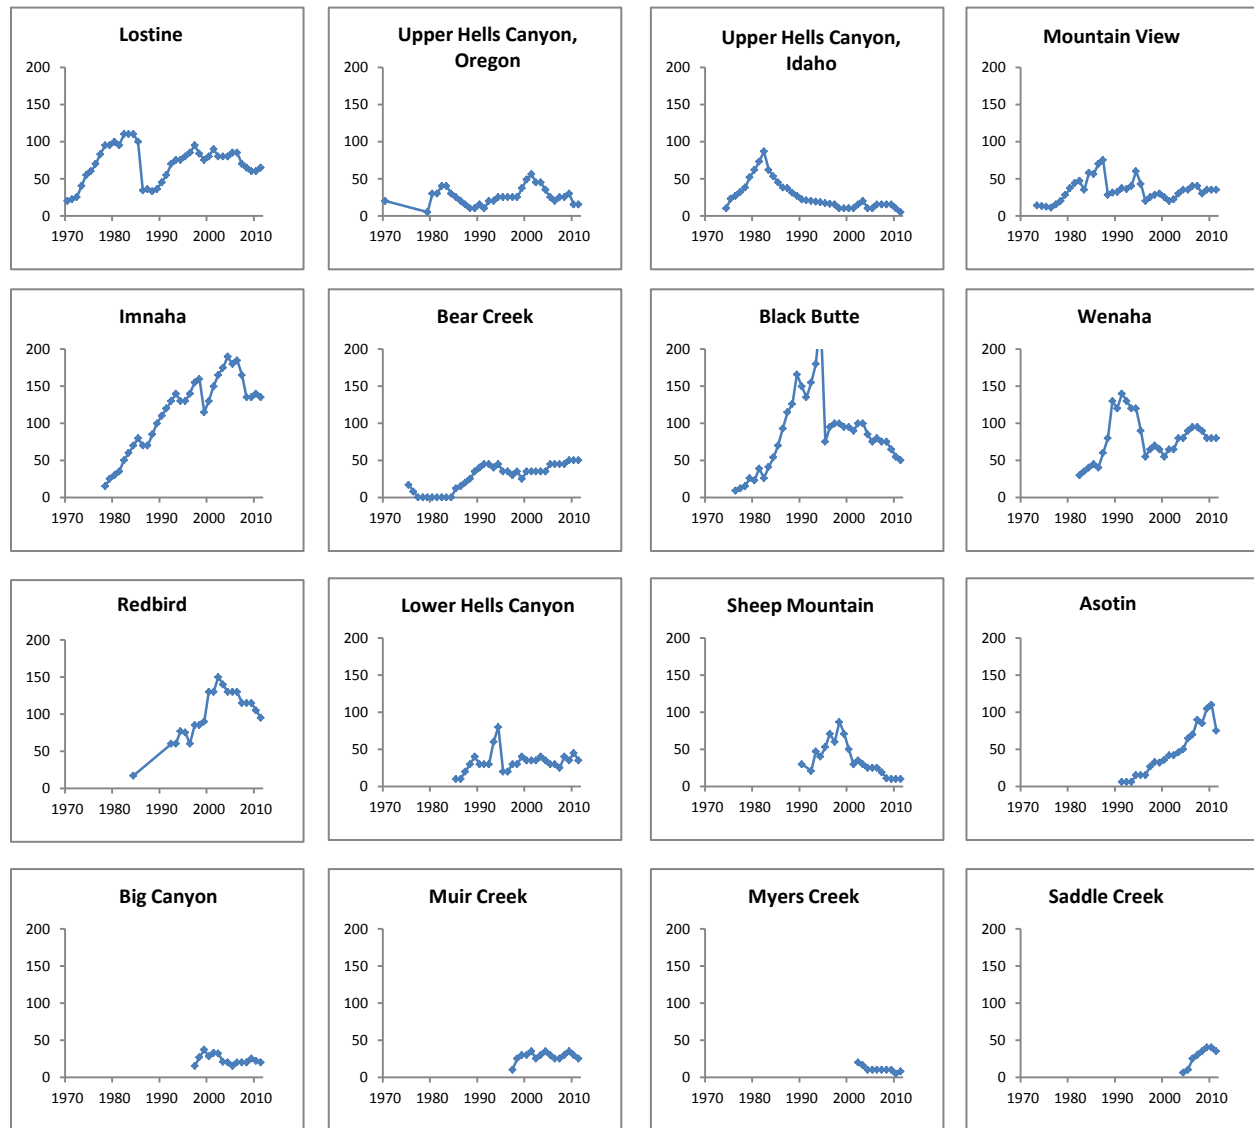 Lostine
200
150
100
50
0
1970 1980 1990 2000 2010
Upper Hells Canyon,
Oregon
200
150
100
50
0
1970 1980 1990 2000 2010
Upper Hells Canyon,
Idaho
200
150
100
50
0
1970 1980 1990 2000 2010
Mountain View
200
150
100
50
0
1970 1980 1990 2000 2010
Imnaha
200
150
100
50
0
1970 1980 1990 2000 2010
Bear Creek
200
150
100
50
0
1970 1980 1990 2000 2010
Black Butte
200
150
100
50
0
1970 1980 1990 2000 2010
Wenaha
200
150
100
50
0
1970 1980 1990 2000 2010
Redbird
200
150
100
50
0
1970 1980 1990 2000 2010
Lower Hells Canyon
200
150
100
50
0
1970 1980 1990 2000 2010
Sheep Mountain
200
150
100
50
0
1970 1980 1990 2000 2010
Asotin
200
150
100
50
0
1970 1980 1990 2000 2010
Big Canyon
200
150
100
50
0
1970 1980 1990 2000 2010
Muir Creek
200
150
100
50
0
1970 1980 1990 2000 2010
Myers Creek
200
150
100
50
0
1970 1980 1990 2000 2010
Saddle Creek
200
150
100
50
0
1970 1980 1990 2000 2010